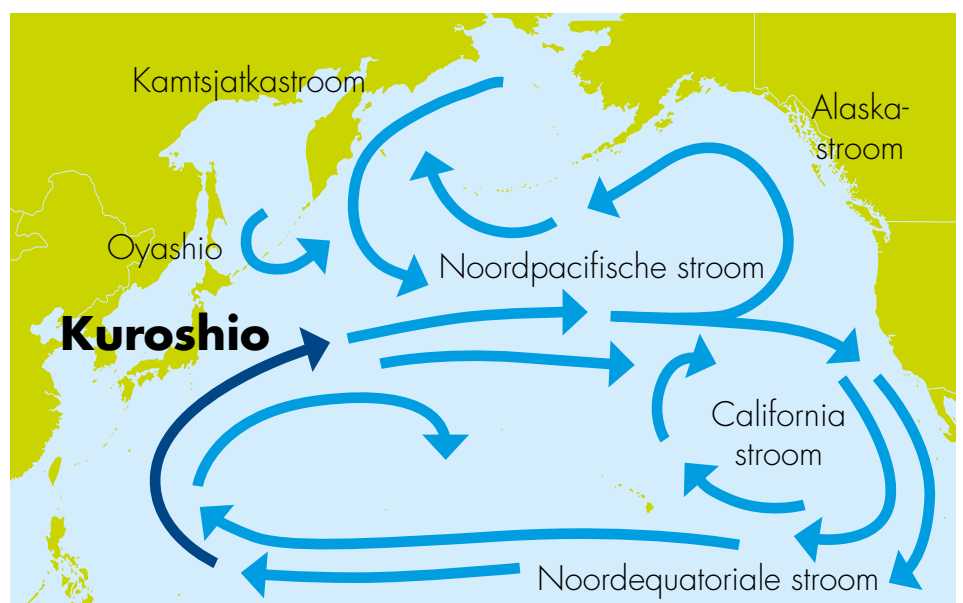 Kamtsjatkastroom
Alaska-
stroom
Oyashio
Noordpacifische stroom
Kuroshio
California
stroom
Noordequatoriale stroom